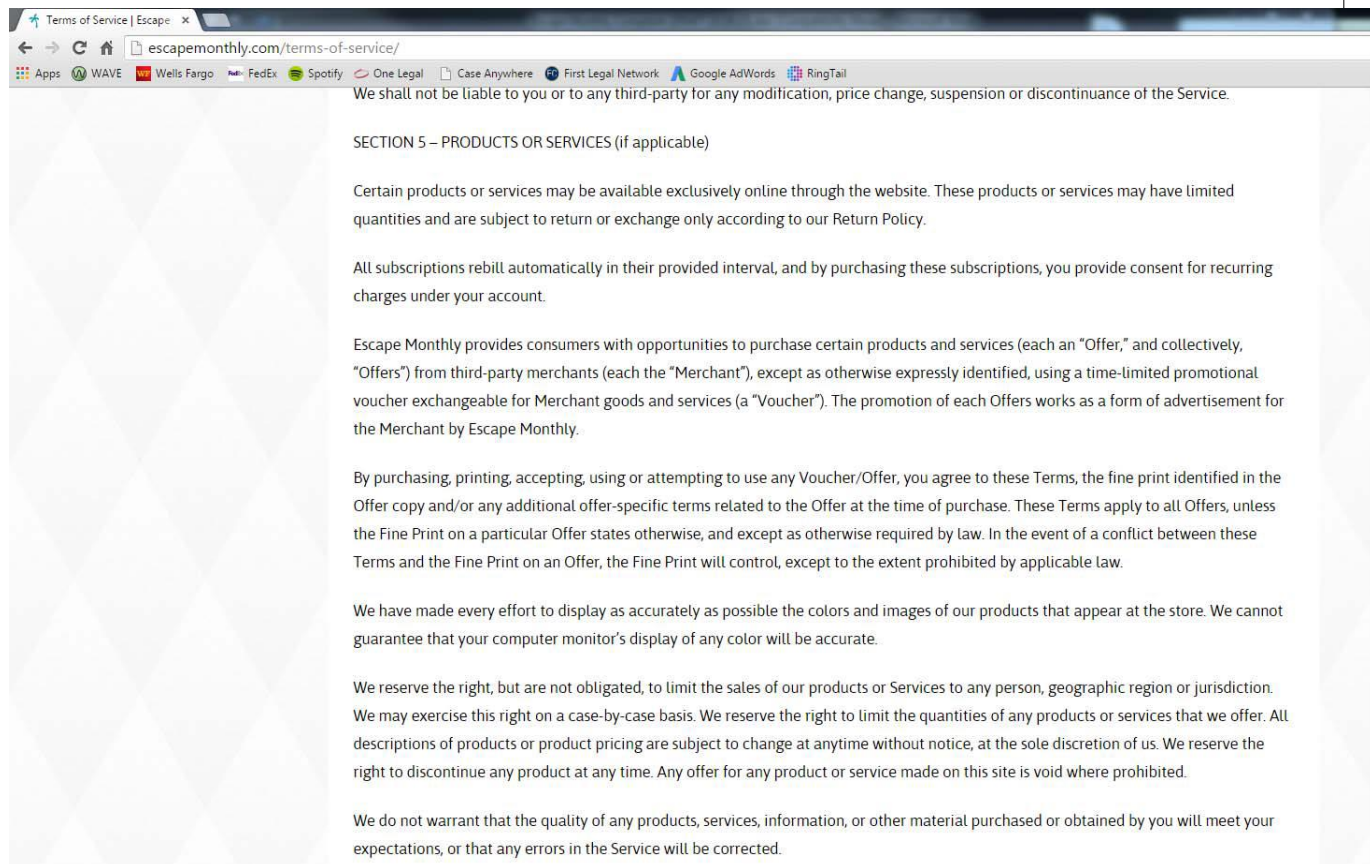 Terms of Service | Escape
escapemonthly.com/terms-of-service/
Apps WAVE WF Wells Fargo FedEx FedEx Spotify One Legal Case Anywhere First Legal Network Google AdWords RingTail
We shall not be liable to you or to any third-party for any modification, price change, suspension or discontinuance of the Service.
SECTION 5 – PRODUCTS OR SERVICES (if applicable)
Certain products or services may be available exclusively online through the website. These products or services may have limited
quantities and are subject to return or exchange only according to our Return Policy.
All subscriptions rebill automatically in their provided interval, and by purchasing these subscriptions, you provide consent for recurring
charges under your account.
Escape Monthly provides consumers with opportunities to purchase certain products and services (each an “Offer,” and collectively,
“Offers”) from third-party merchants (each the “Merchant”), except as otherwise expressly identified, using a time-limited promotional
voucher exchangeable for Merchant goods and services (a “Voucher”). The promotion of each Offers works as a form of advertisement for
the Merchant by Escape Monthly.
By purchasing, printing, accepting, using or attempting to use any Voucher/Offer, you agree to these Terms, the fine print identified in the
Offer copy and/or any additional offer-specific terms related to the Offer at the time of purchase. These Terms apply to all Offers, unless
the Fine Print on a particular Offer states otherwise, and except as otherwise required by law. In the event of a conflict between these
Terms and the Fine Print on an Offer, the Fine Print will control, except to the extent prohibited by applicable law.
We have made every effort to display as accurately as possible the colors and images of our products that appear at the store. We cannot
guarantee that your computer monitor’s display of any color will be accurate.
We reserve the right, but are not obligated, to limit the sales of our products or Services to any person, geographic region or jurisdiction.
We may exercise this right on a case-by-case basis. We reserve the right to limit the quantities of any products or services that we offer. All
descriptions of products or product pricing are subject to change at anytime without notice, at the sole discretion of us. We reserve the
right to discontinue any product at any time. Any offer for any product or service made on this site is void where prohibited.
We do not warrant that the quality of any products, services, information, or other material purchased or obtained by you will meet your
expectations, or that any errors in the Service will be corrected.